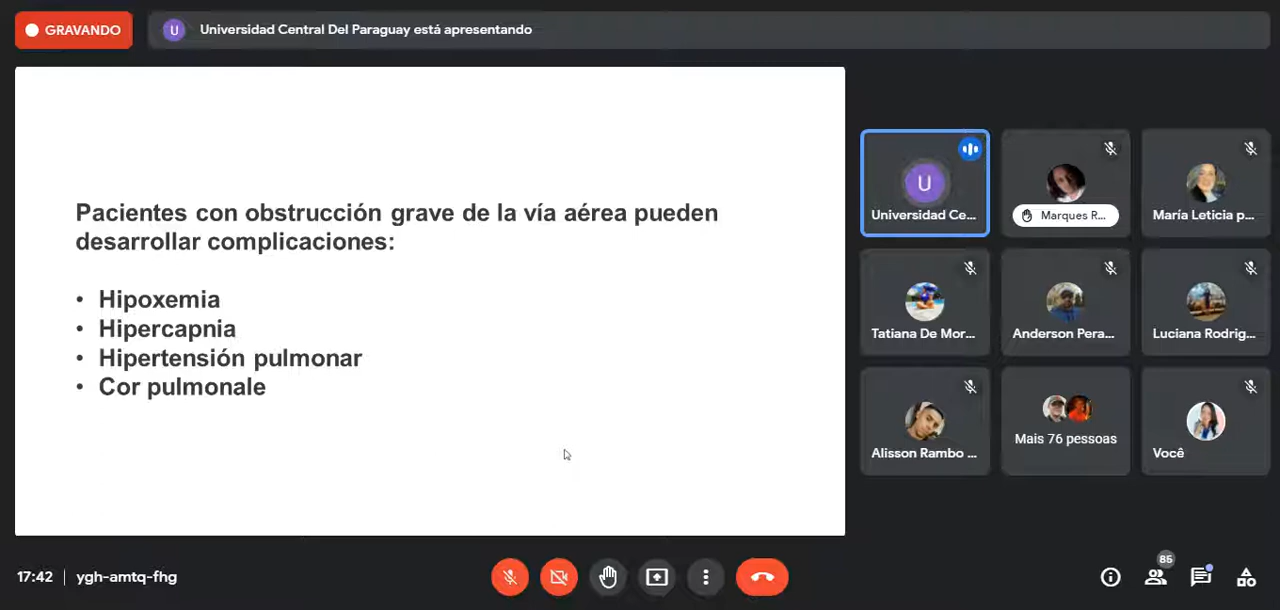 GRAVANDO
U Universidad Central Del Paraguay está apresentando
Pacientes con obstrucción grave de la vía aérea pueden
desarrollar complicaciones:
• Hipoxemia
• Hipercapnia
• Hipertensión pulmonar
• Cor pulmonale
U
Universidad Ce...
Marques R...
María Leticia p...
Tatiana De Mor...
Anderson Pera...
Luciana Rodrig...
Alisson Rambo ...
Mais 76 pessoas
Você
17:42 | ygh-amtq-fhg
85